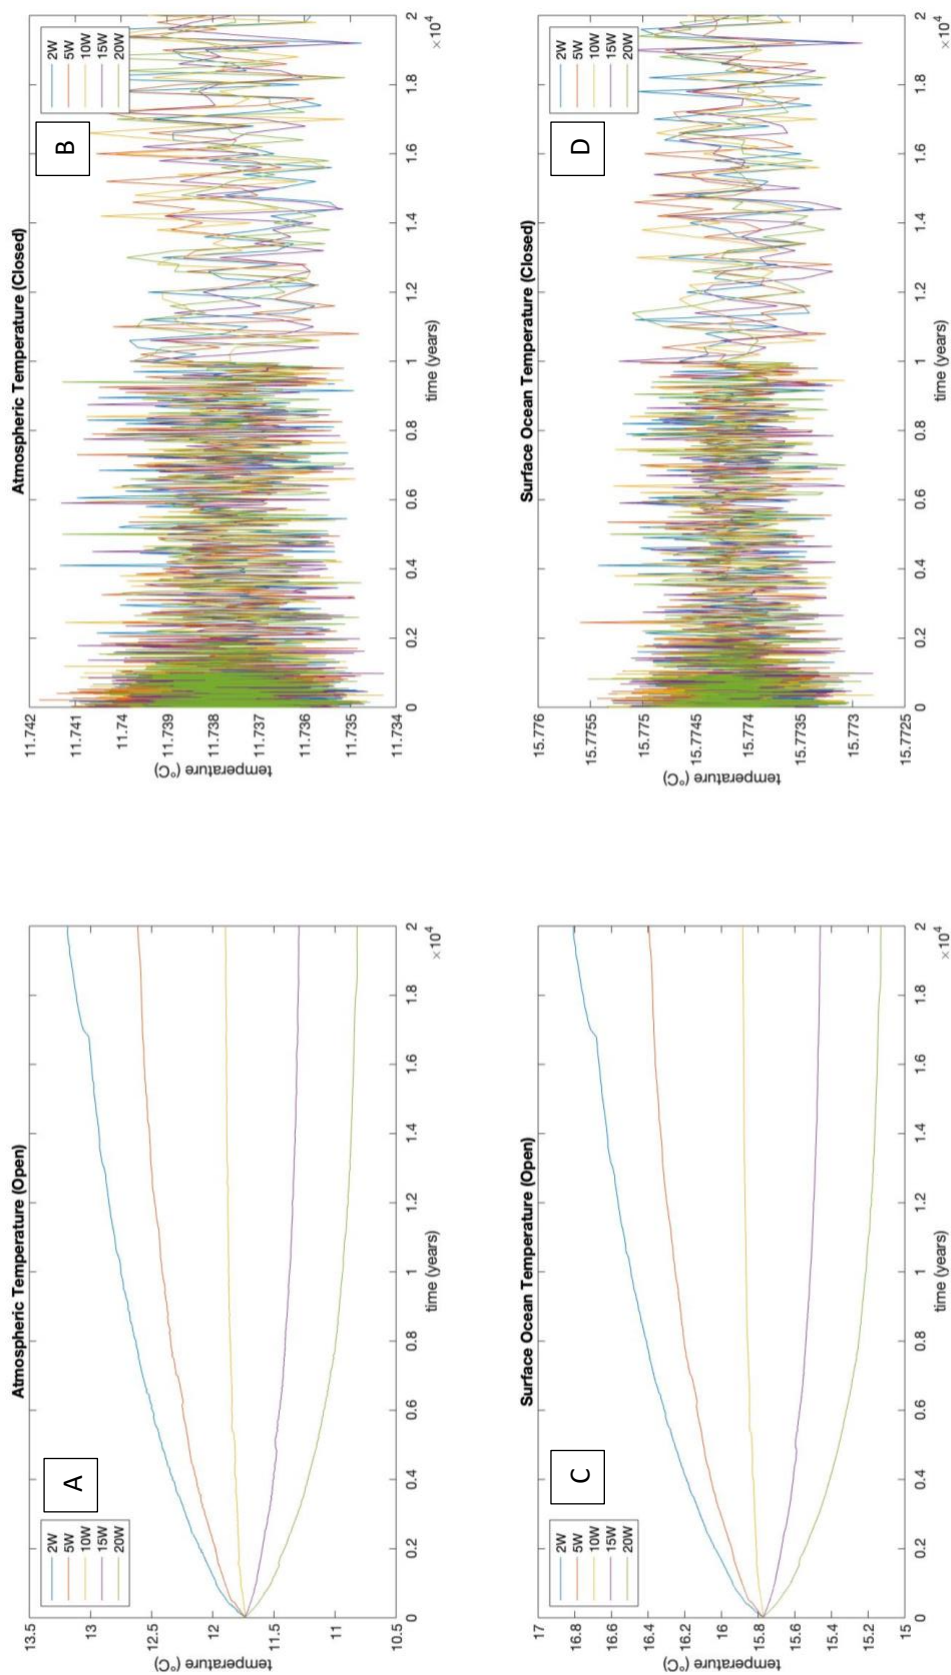 Atmospheric Temperature (Open)
A
2W
5W
10W
15W
20W
temperature (°C)
13.5
13
12.5
12
11.5
11
10.5
0 0.2 0.4 0.6 0.8 1 1.2 1.4 1.6 1.8 2
×10⁴
time (years)
Atmospheric Temperature (Closed)
B
2W
5W
10W
15W
20W
temperature (°C)
11.742
11.741
11.74
11.739
11.738
11.737
11.736
11.735
11.734
0 0.2 0.4 0.6 0.8 1 1.2 1.4 1.6 1.8 2
×10⁴
time (years)
Surface Ocean Temperature (Open)
C
2W
5W
10W
15W
20W
temperature (°C)
17
16.8
16.6
16.4
16.2
16
15.8
15.6
15.4
15.2
15
0 0.2 0.4 0.6 0.8 1 1.2 1.4 1.6 1.8 2
×10⁴
time (years)
Surface Ocean Temperature (Closed)
D
2W
5W
10W
15W
20W
temperature (°C)
15.776
15.7755
15.775
15.7745
15.774
15.7735
15.773
15.7725
0 0.2 0.4 0.6 0.8 1 1.2 1.4 1.6 1.8 2
×10⁴
time (years)